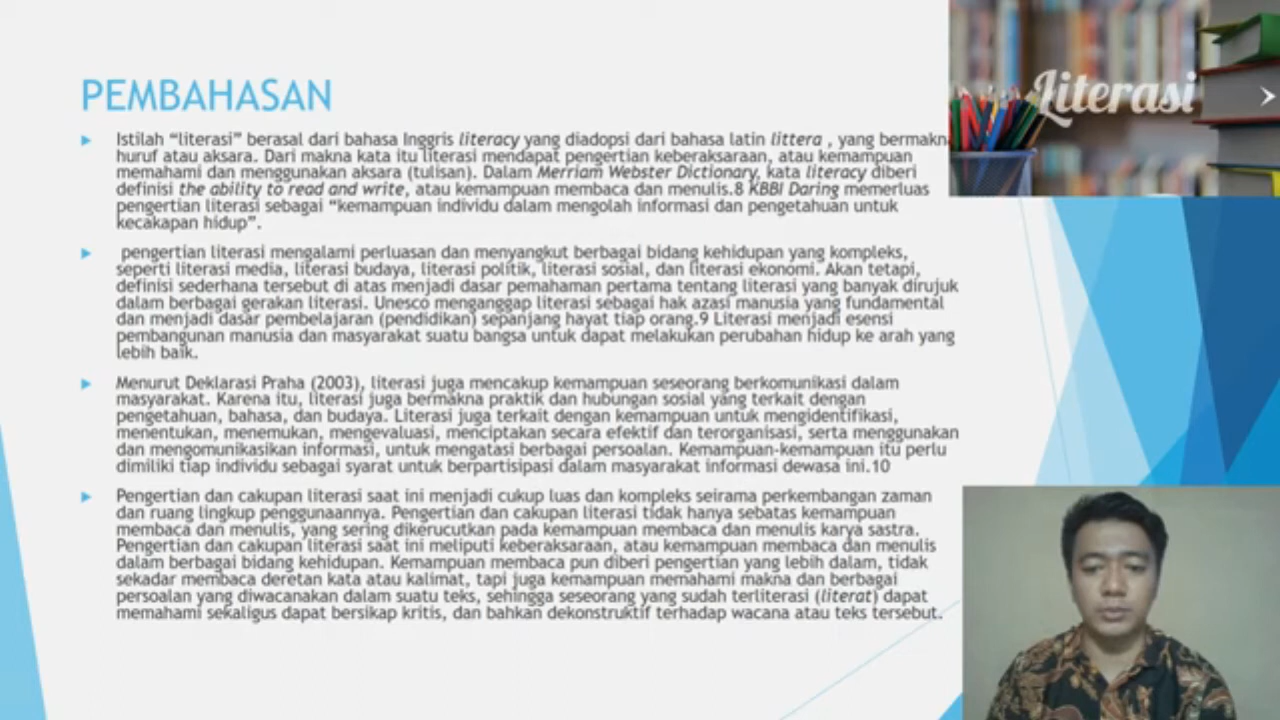 PEMBAHASAN
Istilah “literasi” berasal dari bahasa Inggris literacy yang diadopsi dari bahasa latin littera , yang bermakna
huruf atau aksara. Dari makna kata itu literasi mendapat pengertian keberaksaraan, atau kemampuan
memahami dan menggunakan aksara (tulisan). Dalam Merriam Webster Dictionary, kata literacy diberi
definisi the ability to read and write, atau kemampuan membaca dan menulis.8 KBBI Daring memerluas
pengertian literasi sebagai “kemampuan individu dalam mengolah informasi dan pengetahuan untuk
kecakapan hidup”.
pengertian literasi mengalami perluasan dan menyangkut berbagai bidang kehidupan yang kompleks,
seperti literasi media, literasi budaya, literasi politik, literasi sosial, dan literasi ekonomi. Akan tetapi,
definisi sederhana tersebut di atas menjadi dasar pemahaman pertama tentang literasi yang banyak dirujuk
dalam berbagai gerakan literasi. Unesco menganggap literasi sebagai hak azasi manusia yang fundamental
dan menjadi dasar pembelajaran (pendidikan) sepanjang hayat tiap orang.9 Literasi menjadi esensi
pembangunan manusia dan masyarakat suatu bangsa untuk dapat melakukan perubahan hidup ke arah yang
lebih baik.
Menurut Deklarasi Praha (2003), literasi juga mencakup kemampuan seseorang berkomunikasi dalam
masyarakat. Karena itu, literasi juga bermakna praktik dan hubungan sosial yang terkait dengan
pengetahuan, bahasa, dan budaya. Literasi juga terkait dengan kemampuan untuk mengidentifikasi,
menentukan, menemukan, mengevaluasi, menciptakan secara efektif dan terorganisasi, serta menggunakan
dan mengomunikasikan informasi, untuk mengatasi berbagai persoalan. Kemampuan-kemampuan itu perlu
dimiliki tiap individu sebagai syarat untuk berpartisipasi dalam masyarakat informasi dewasa ini.10
Pengertian dan cakupan literasi saat ini menjadi cukup luas dan kompleks seirama perkembangan zaman
dan ruang lingkup penggunaannya. Pengertian dan cakupan literasi tidak hanya sebatas kemampuan
membaca dan menulis, yang sering dikerucutkan pada kemampuan membaca dan menulis karya sastra.
Pengertian dan cakupan literasi saat ini meliputi keberaksaraan, atau kemampuan membaca dan menulis
dalam berbagai bidang kehidupan. Kemampuan membaca pun diberi pengertian yang lebih dalam, tidak
sekadar membaca deretan kata atau kalimat, tapi juga kemampuan memahami makna dan berbagai
persoalan yang diwacanakan dalam suatu teks, sehingga seseorang yang sudah terliterasi (literat) dapat
memahami sekaligus dapat bersikap kritis, dan bahkan dekonstruktif terhadap wacana atau teks tersebut.
Literasi